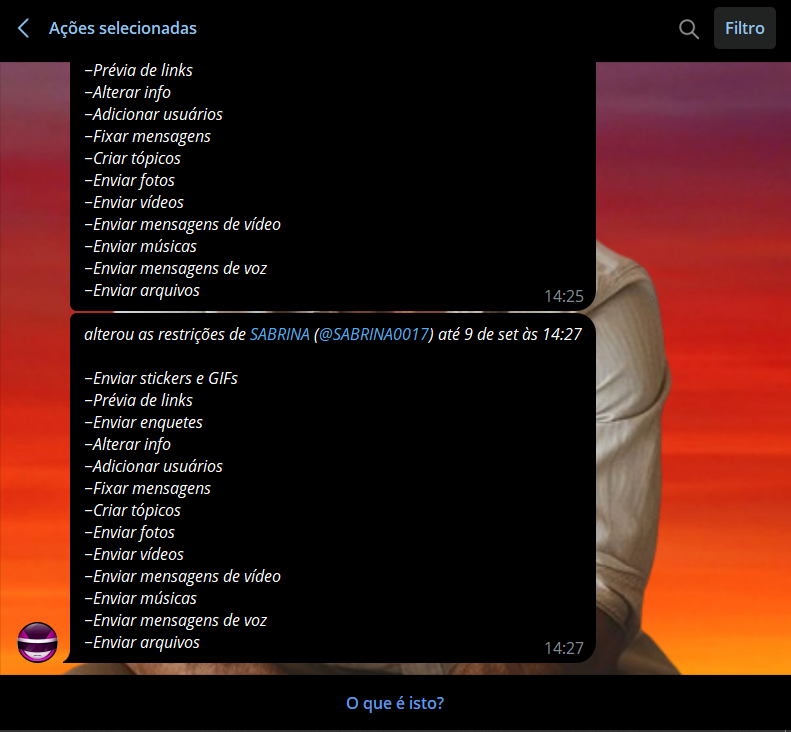 Ações selecionadas
Filtro
−Prévia de links
−Alterar info
−Adicionar usuários
−Fixar mensagens
−Criar tópicos
−Enviar fotos
−Enviar vídeos
−Enviar mensagens de vídeo
−Enviar músicas
−Enviar mensagens de voz
−Enviar arquivos
14:25
alterou as restrições de SABRINA (@SABRINA0017) até 9 de set às 14:27
−Enviar stickers e GIFs
−Prévia de links
−Enviar enquetes
−Alterar info
−Adicionar usuários
−Fixar mensagens
−Criar tópicos
−Enviar fotos
−Enviar vídeos
−Enviar mensagens de vídeo
−Enviar músicas
−Enviar mensagens de voz
−Enviar arquivos
14:27
O que é isto?